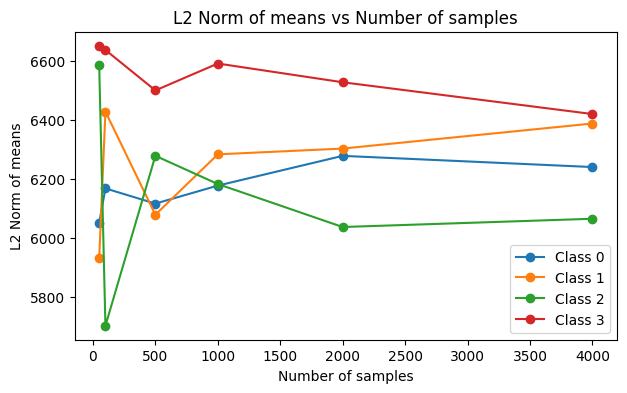 L2 Norm of means vs Number of samples
L2 Norm of means
6600
6400
6200
6000
5800
0 500 1000 1500 2000 2500 3000 3500 4000
Number of samples
Class 0
Class 1
Class 2
Class 3